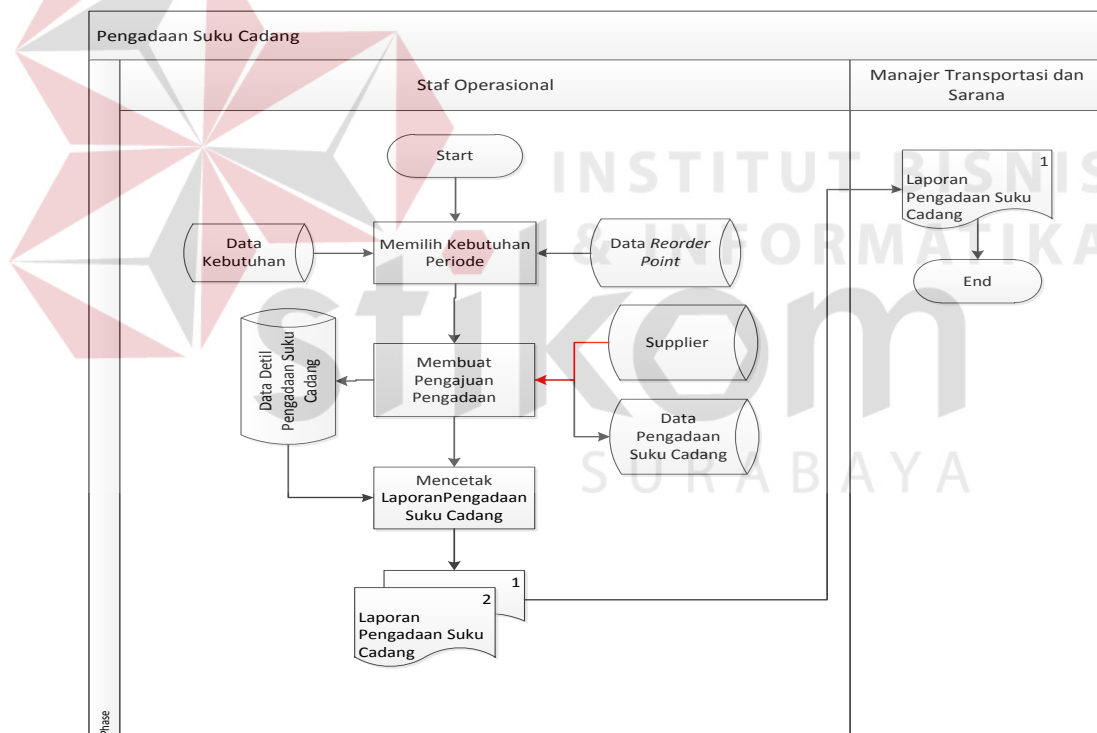 Pengadaan Suku Cadang
Staf Operasional
Manajer Transportasi dan
Sarana
Start
Data
Kebutuhan
Memilih Kebutuhan
Periode
Data Reorder
Point
Data Detil
Pengadaan Suku
Cadang
Membuat
Pengajuan
Pengadaan
Supplier
Data
Pengadaan
Suku Cadang
Mencetak
LaporanPengadaan
Suku Cadang
1
2
Laporan
Pengadaan Suku
Cadang
1
Laporan
Pengadaan Suku
Cadang
End
Phase
INSTITUT BISNIS
& INFORMATIKA
stikom
SURABAYA